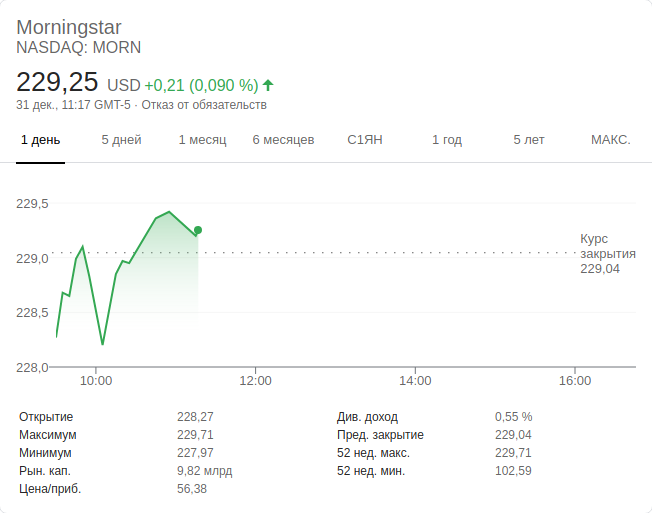 Morningstar
NASDAQ: MORN
229,25 USD +0,21 (0,090 %)
31 дек., 11:17 GMT-5 · Отказ от обязательств
1 день 5 дней 1 месяц 6 месяцев С1ЯН 1 год 5 лет МАКС.
229,5
229,0
228,5
228,0
Курс
закрытия
229,04
10:00 12:00 14:00 16:00
Открытие 228,27
Максимум 229,71
Минимум 227,97
Рын. кап. 9,82 млрд
Цена/приб. 56,38
Див. доход 0,55 %
Пред. закрытие 229,04
52 нед. макс. 229,71
52 нед. мин. 102,59